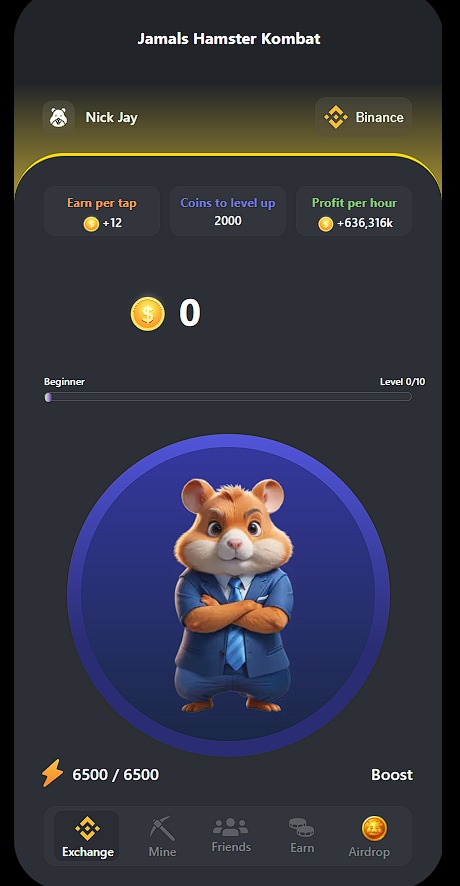 Jamals Hamster Kombat
Nick Jay
Binance
Earn per tap
+12
Coins to level up
2000
Profit per hour
+636,316k
0
Beginner
Level 0/10
6500 / 6500
Boost
Exchange
Mine
Friends
Earn
Airdrop